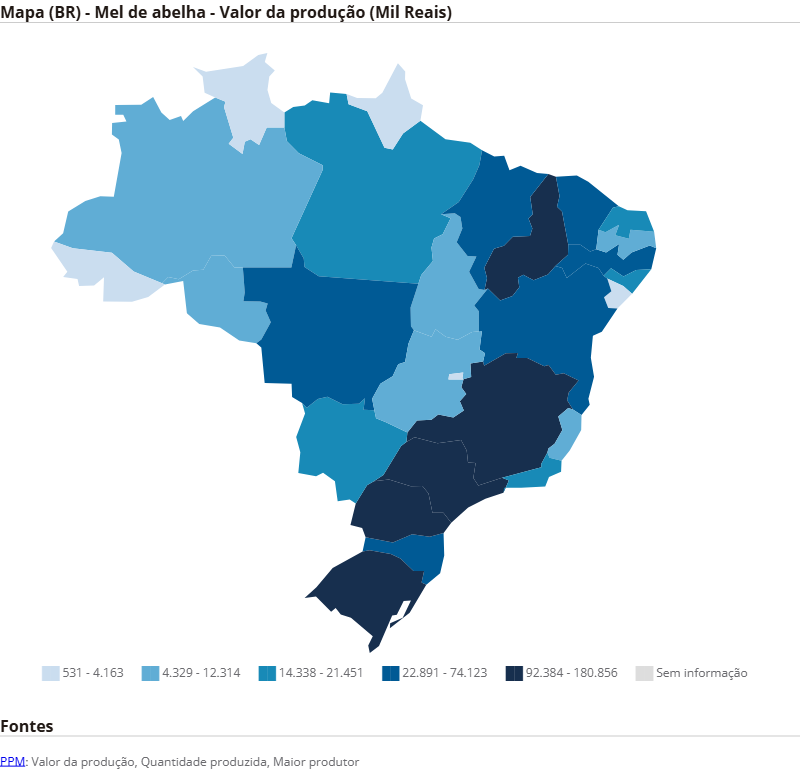 Mapa (BR) - Mel de abelha - Valor da produção (Mil Reais)
531 - 4.163 4.329 - 12.314 14.338 - 21.451 22.891 - 74.123 92.384 - 180.856 Sem informação
Fontes
PPM: Valor da produção, Quantidade produzida, Maior produtor